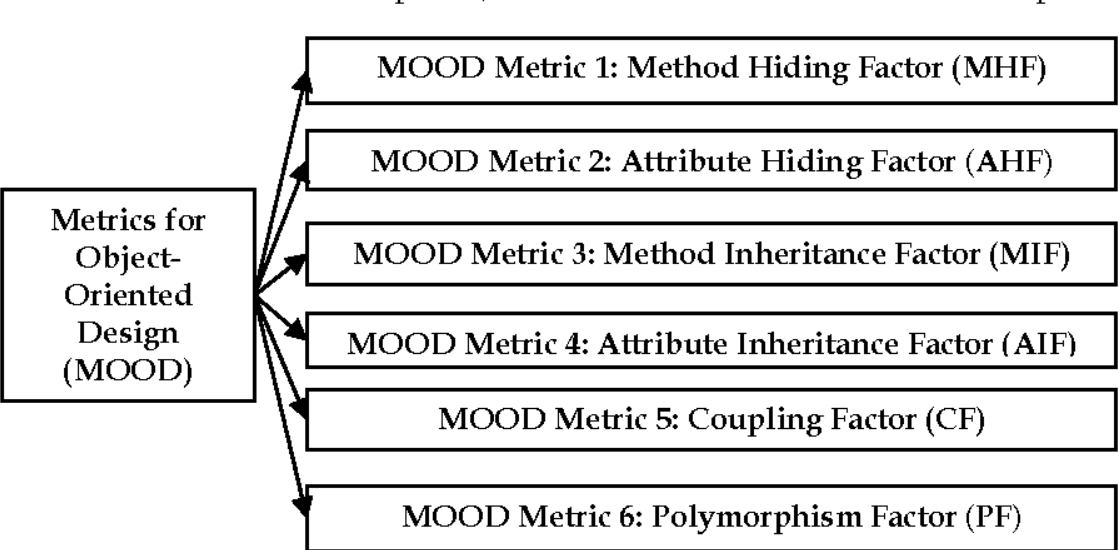 Metrics for
Object-
Oriented
Design
(MOOD)
MOOD Metric 1: Method Hiding Factor (MHF)
MOOD Metric 2: Attribute Hiding Factor (AHF)
MOOD Metric 3: Method Inheritance Factor (MIF)
MOOD Metric 4: Attribute Inheritance Factor (AIF)
MOOD Metric 5: Coupling Factor (CF)
MOOD Metric 6: Polymorphism Factor (PF)